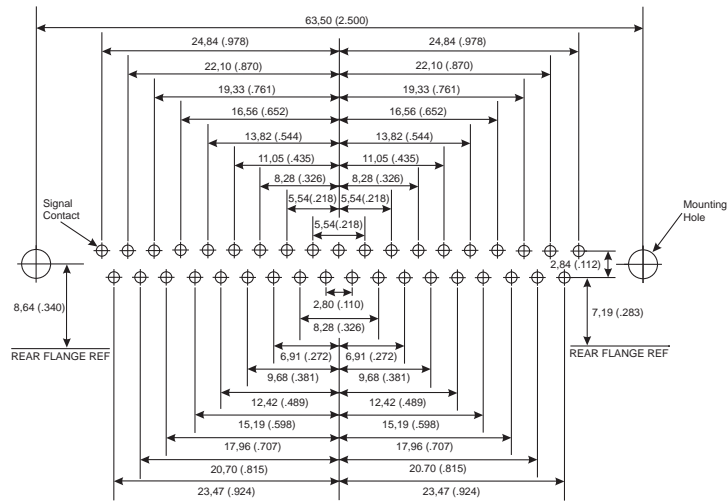 63,50 (2.500)
24,84 (.978) 24,84 (.978)
22,10 (.870) 22,10 (.870)
19,33 (.761) 19,33 (.761)
16,56 (.652) 16,56 (.652)
13,82 (.544) 13,82 (.544)
11,05 (.435) 11,05 (.435)
8,28 (.326) 8,28 (.326)
5,54(.218) 5,54(.218)
5,54(.218)
Signal
Contact
Mounting
Hole
2,84 (.112)
8,64 (.340)
2,80 (.110)
7,19 (.283)
8,28 (.326)
REAR FLANGE REF
6,91 (.272) 6,91 (.272)
REAR FLANGE REF
9,68 (.381) 9,68 (.381)
12,42 (.489) 12,42 (.489)
15,19 (.598) 15,19 (.598)
17,96 (.707) 17,96 (.707)
20,70 (.815) 20.70 (.815)
23,47 (.924) 23,47 (.924)